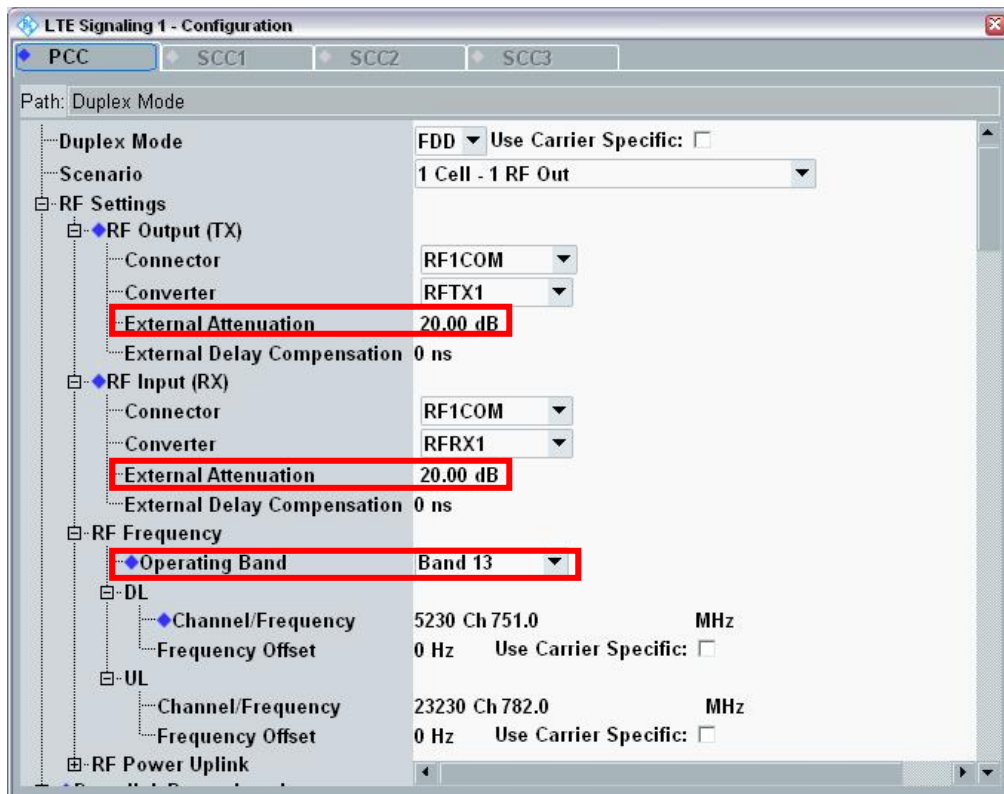 LTE Signaling 1 - Configuration
PCC SCC1 SCC2 SCC3
Path: Duplex Mode
Duplex Mode FDD Use Carrier Specific:
Scenario 1 Cell - 1 RF Out
RF Settings
RF Output (TX)
Connector RF1COM
Converter RFTX1
External Attenuation 20.00 dB
External Delay Compensation 0 ns
RF Input (RX)
Connector RF1COM
Converter RFRX1
External Attenuation 20.00 dB
External Delay Compensation 0 ns
RF Frequency
Operating Band Band 13
DL
Channel/Frequency 5230 Ch 751.0 MHz
Frequency Offset 0 Hz Use Carrier Specific:
UL
Channel/Frequency 23230 Ch 782.0 MHz
Frequency Offset 0 Hz Use Carrier Specific:
RF Power Uplink